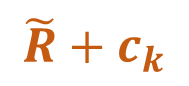 R̃ + c_k